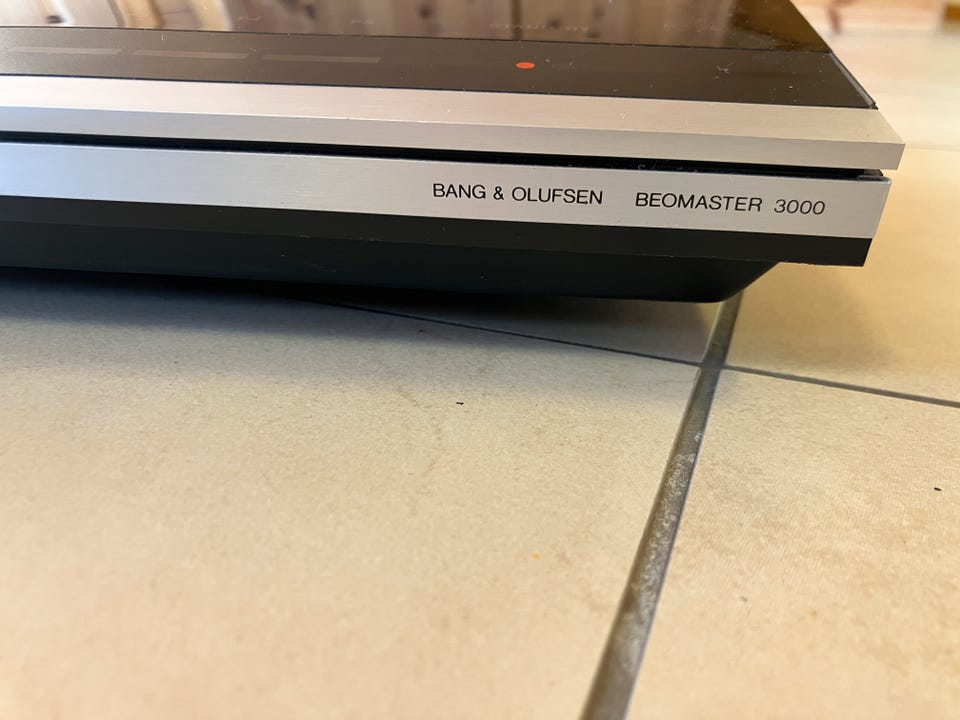 BANG & OLUFSEN BEOMASTER 3000